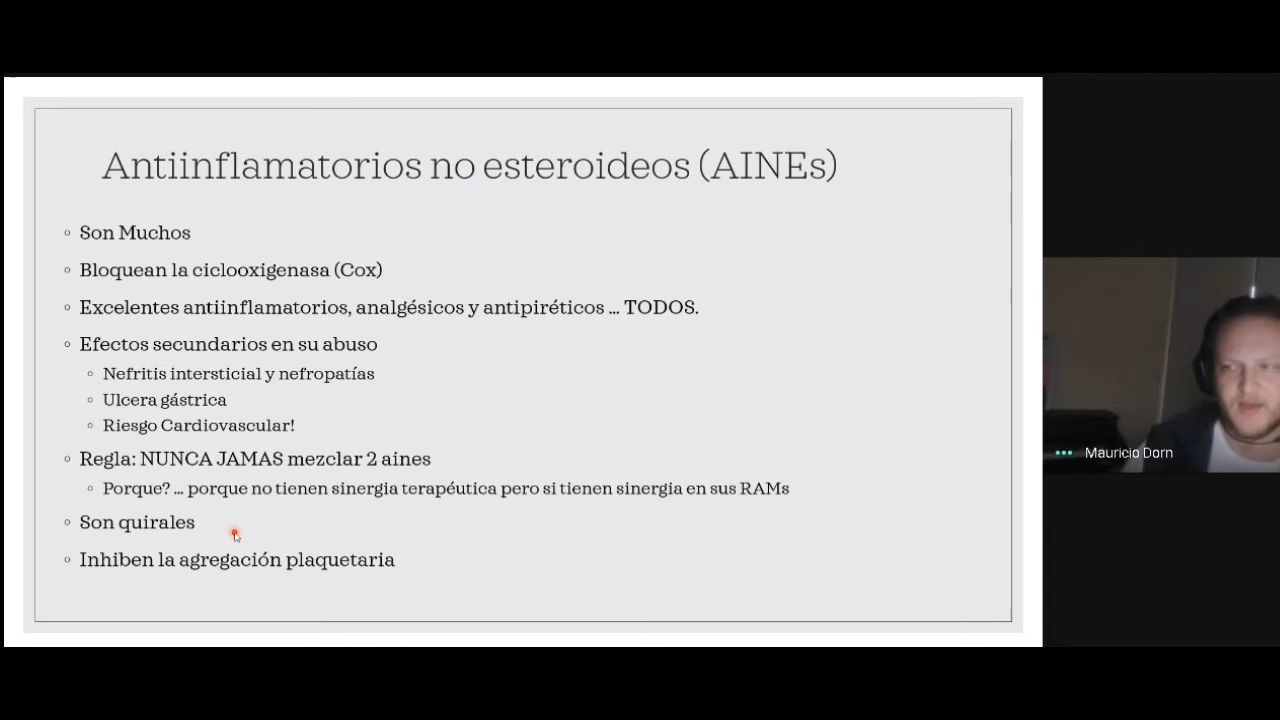 Antiinflamatorios no esteroideos (AINEs)
Son Muchos
Bloquean la ciclooxigenasa (Cox)
Excelentes antiinflamatorios, analgésicos y antipiréticos ... TODOS.
Efectos secundarios en su abuso
Nefritis intersticial y nefropatías
Ulcera gástrica
Riesgo Cardiovascular!
Regla: NUNCA JAMAS mezclar 2 aines
Porque? ... porque no tienen sinergia terapéutica pero si tienen sinergia en sus RAMs
Son quirales
Inhiben la agregación plaquetaria
Mauricio Dorn